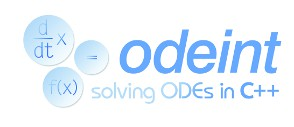 d/dt x
=
f(x)
odeint
solving ODEs in C++